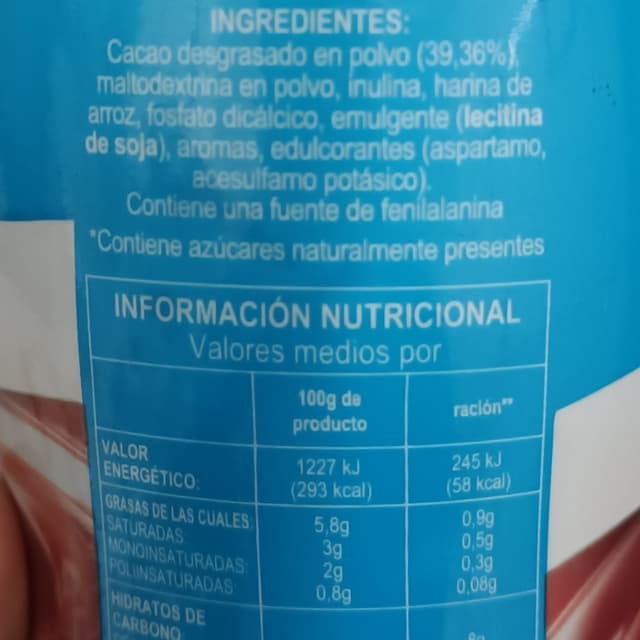 INGREDIENTES:
Cacao desgrasado en polvo (39,36%),
maltodextrina en polvo, inulina, harina de
arroz, fosfato dicálcico, emulgente (lecitina
de soja), aromas, edulcorantes (aspartamo,
acesulfamo potásico).
Contiene una fuente de fenilalanina
*Contiene azúcares naturalmente presentes
INFORMACIÓN NUTRICIONAL
Valores medios por
100g de
producto
ración**
VALOR
ENERGÉTICO:
1227 kJ
(293 kcal)
245 kJ
(58 kcal)
GRASAS DE LAS CUALES: 5,8g 0,9g
SATURADAS 3g 0,5g
MONOINSATURADAS: 2g 0,3g
POLIINSATURADAS 0,8g 0,08g
HIDRATOS DE
CARBONO